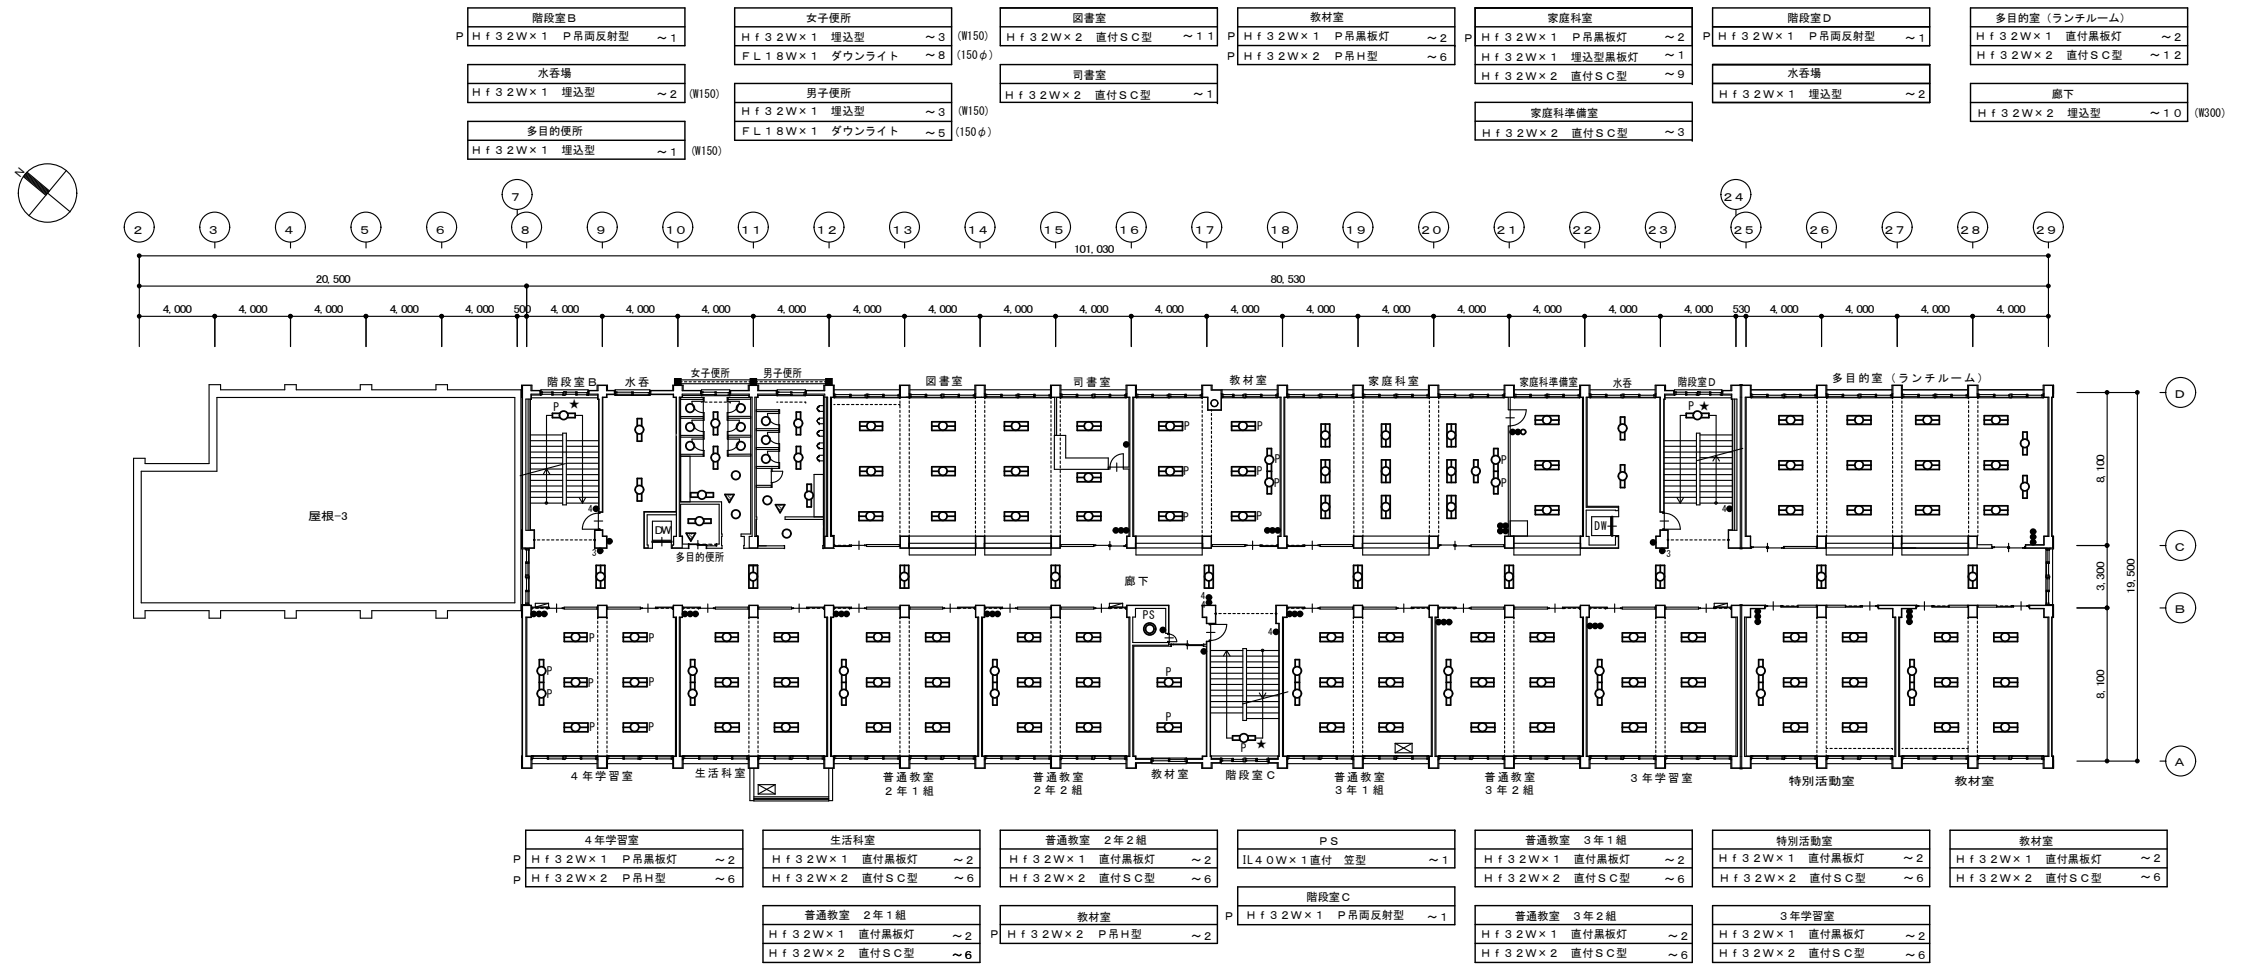 階段室B
P Hf32W×1 P吊両反射型 ~1
水呑場
Hf32W×1 埋込型 ~2 (W150)
多目的便所
Hf32W×1 埋込型 ~1 (W150)
女子便所
Hf32W×1 埋込型 ~3 (W150)
FL18W×1 ダウンライト ~8 (150φ)
男子便所
Hf32W×1 埋込型 ~3 (W150)
FL18W×1 ダウンライト ~5 (150φ)
図書室
Hf32W×2 直付SC型 ~11
司書室
Hf32W×2 直付SC型 ~1
教材室
P Hf32W×1 P吊黒板灯 ~2
P Hf32W×2 P吊H型 ~6
家庭科室
P Hf32W×1 P吊黒板灯 ~2
Hf32W×1 埋込型黒板灯 ~1
Hf32W×2 直付SC型 ~9
家庭科準備室
Hf32W×2 直付SC型 ~3
階段室D
P Hf32W×1 P吊両反射型 ~1
水呑場
Hf32W×1 埋込型 ~2
多目的室(ランチルーム)
Hf32W×1 直付黒板灯 ~2
Hf32W×2 直付SC型 ~12
廊下
Hf32W×2 埋込型 ~10 (W300)
N
7 24
2 3 4 5 6 8 9 10 11 12 13 14 15 16 17 18 19 20 21 22 23 25 26 27 28 29
101,030
20,500 80,530
4,000 4,000 4,000 4,000 4,000 500 4,000 4,000 4,000 4,000 4,000 4,000 4,000 4,000 4,000 4,000 4,000 4,000 4,000 4,000 4,000 4,000 530 4,000 4,000 4,000 4,000
階段室B 水呑 女子便所 男子便所 図書室 司書室 教材室 家庭科室 家庭科準備室 水呑 階段室D 多目的室(ランチルーム)
D
P ★ P ★
P P
P
P P P
P P
P P
8,100
屋根-3
4 4
DW DW
3 3
多目的便所
C
廊下
3,300
19,500
B
4
4
PS
4
P P
P
P P P P
P
P P P
P ★
8,100
A
4年学習室 生活科室 普通教室 普通教室 教材室 階段室C 普通教室 普通教室 3年学習室 特別活動室 教材室
2年1組 2年2組 3年1組 3年2組
4年学習室
P Hf32W×1 P吊黒板灯 ~2
P Hf32W×2 P吊H型 ~6
生活科室
Hf32W×1 直付黒板灯 ~2
Hf32W×2 直付SC型 ~6
普通教室 2年1組
Hf32W×1 直付黒板灯 ~2
Hf32W×2 直付SC型 ~6
普通教室 2年2組
Hf32W×1 直付黒板灯 ~2
Hf32W×2 直付SC型 ~6
教材室
P Hf32W×2 P吊H型 ~2
PS
IL40W×1直付 笠型 ~1
階段室C
P Hf32W×1 P吊両反射型 ~1
普通教室 3年1組
Hf32W×1 直付黒板灯 ~2
Hf32W×2 直付SC型 ~6
普通教室 3年2組
Hf32W×1 直付黒板灯 ~2
Hf32W×2 直付SC型 ~6
特別活動室
Hf32W×1 直付黒板灯 ~2
Hf32W×2 直付SC型 ~6
3年学習室
Hf32W×1 直付黒板灯 ~2
Hf32W×2 直付SC型 ~6
教材室
Hf32W×1 直付黒板灯 ~2
Hf32W×2 直付SC型 ~6